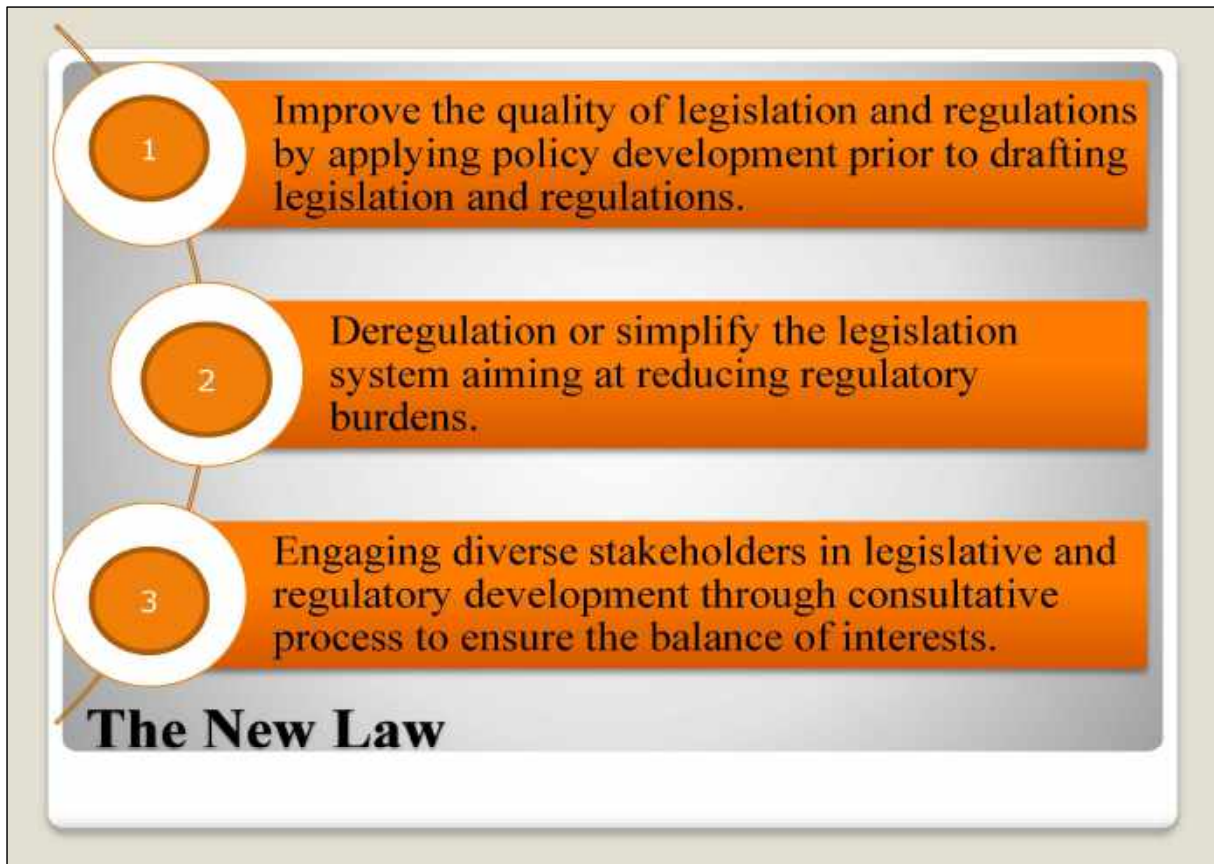 1
Improve the quality of legislation and regulations
by applying policy development prior to drafting
legislation and regulations.
2
Deregulation or simplify the legislation
system aiming at reducing regulatory
burdens.
3
Engaging diverse stakeholders in legislative and
regulatory development through consultative
process to ensure the balance of interests.
The New Law